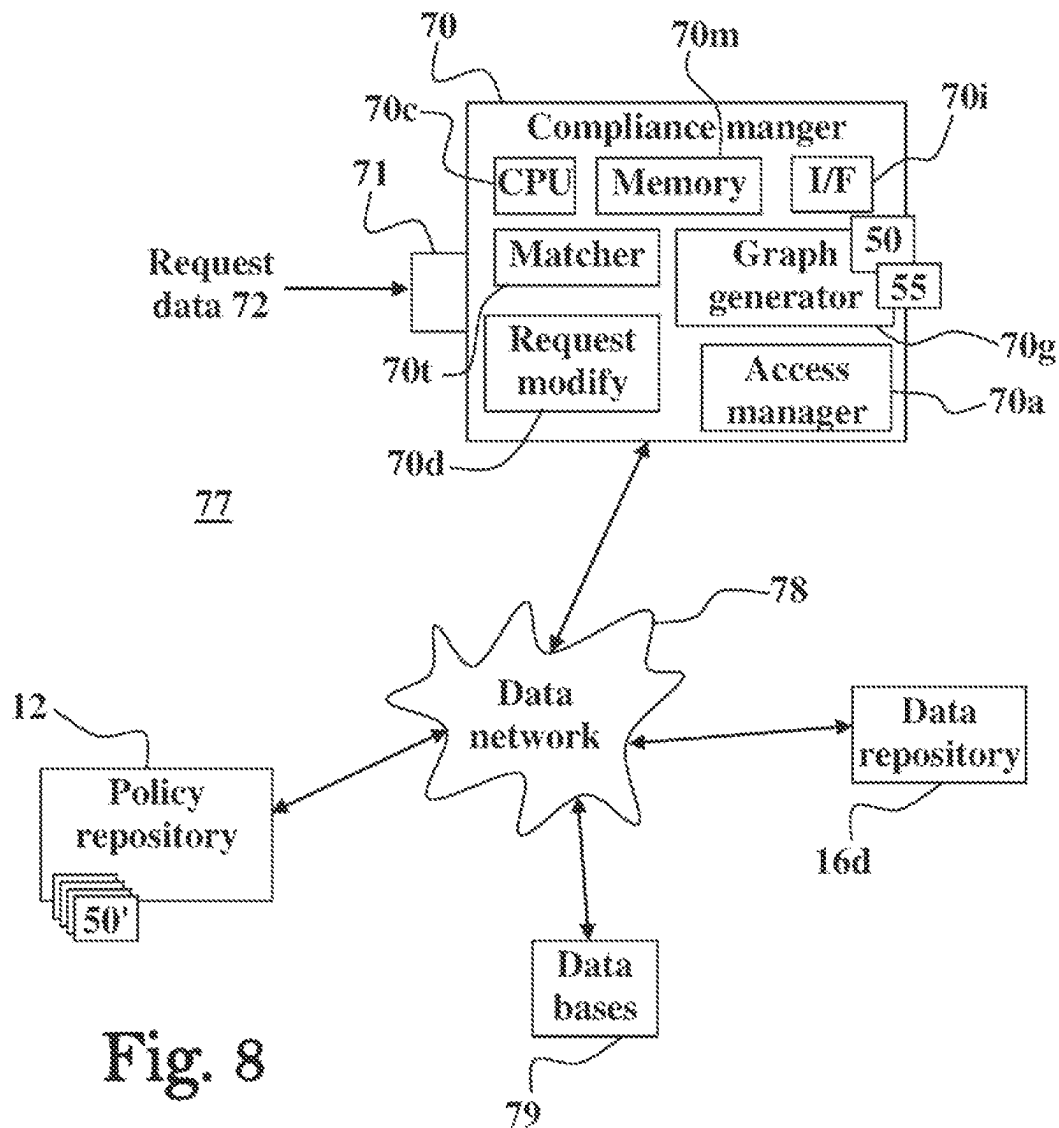 70
70m
70c
70i
Compliance manger
71
CPU
Memory
I/F
Request
data 72
Matcher
Graph
generator
50
55
70t
Request
modify
70g
Access
manager
70a
70d
77
78
12
Data
network
Data
repository
Policy
repository
16d
50'
Data
bases
Fig. 8
79